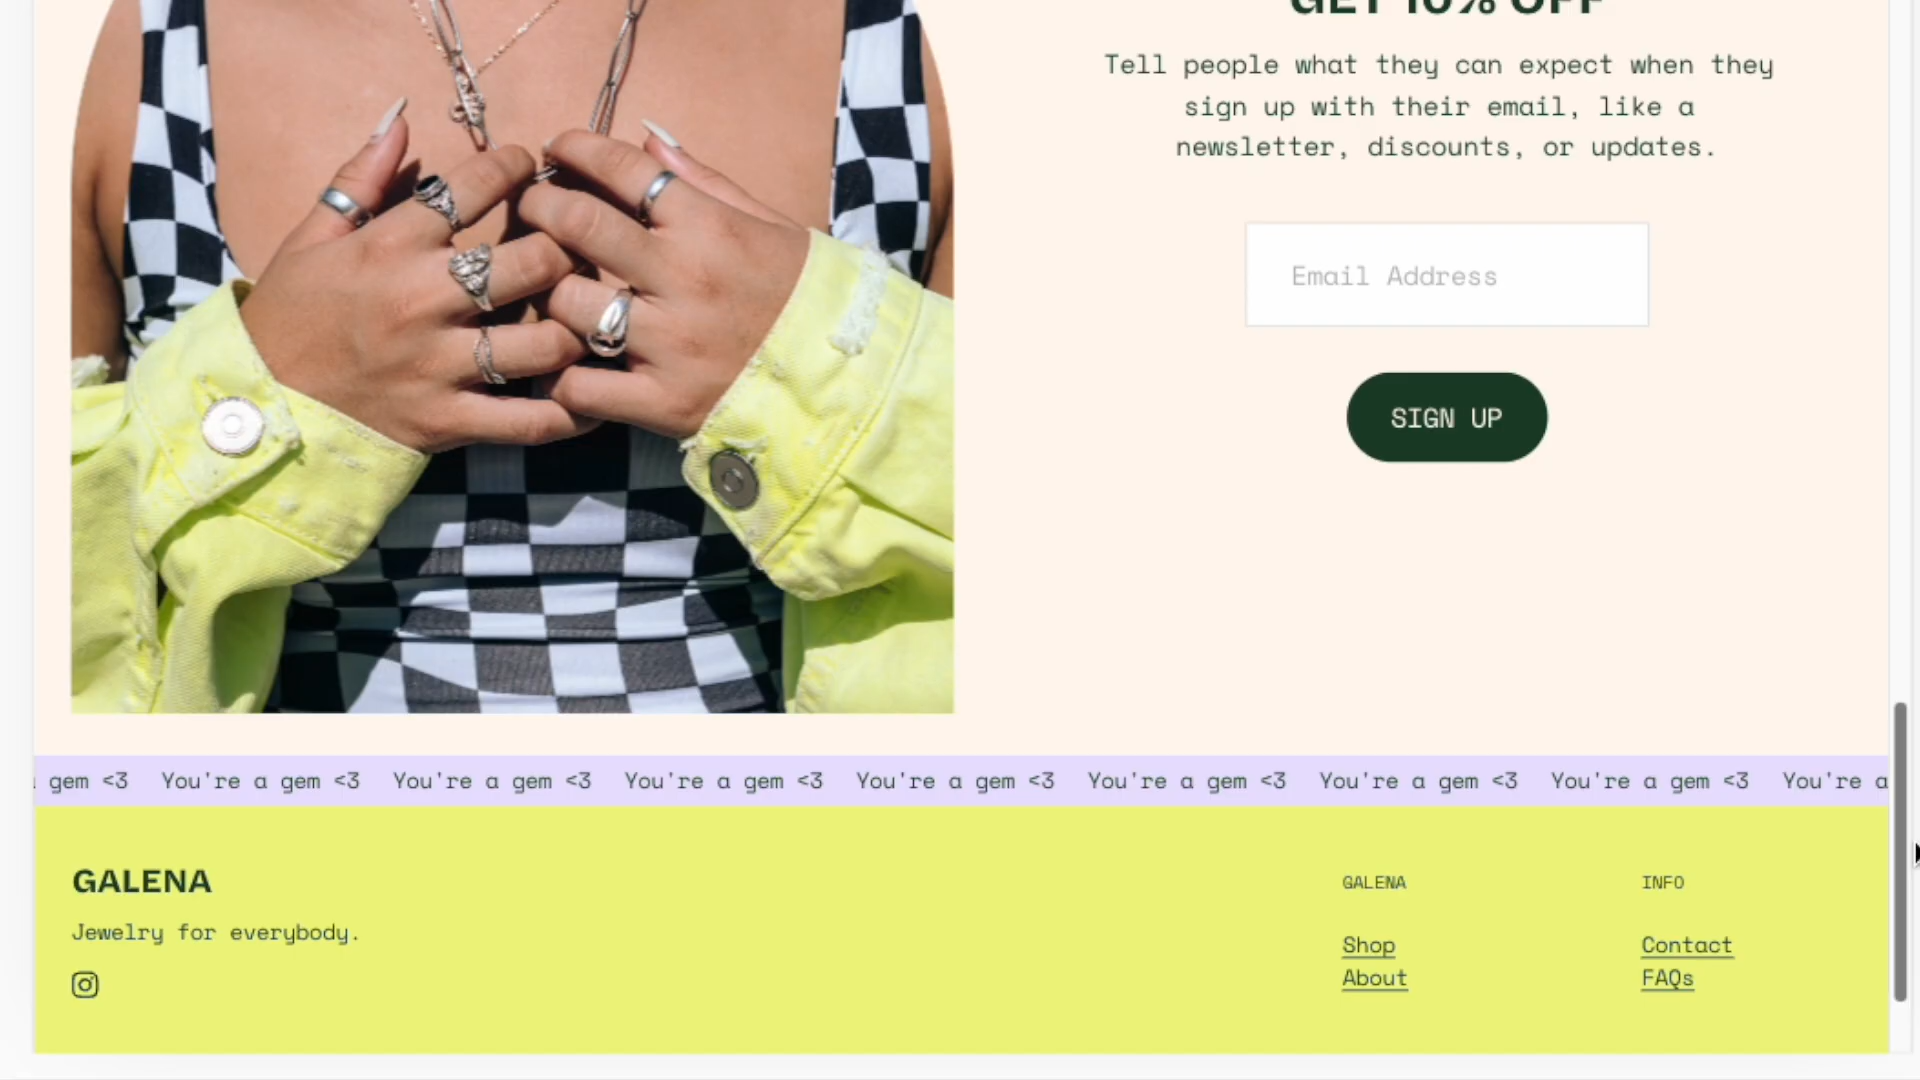 GET 10% OFF
Tell people what they can expect when they
sign up with their email, like a
newsletter, discounts, or updates.
Email Address
SIGN UP
gem <3 You're a gem <3 You're a gem <3 You're a gem <3 You're a gem <3 You're a gem <3 You're a gem <3 You're a gem <3 You're a
GALENA
Jewelry for everybody.
GALENA
Shop
About
INFO
Contact
FAQs